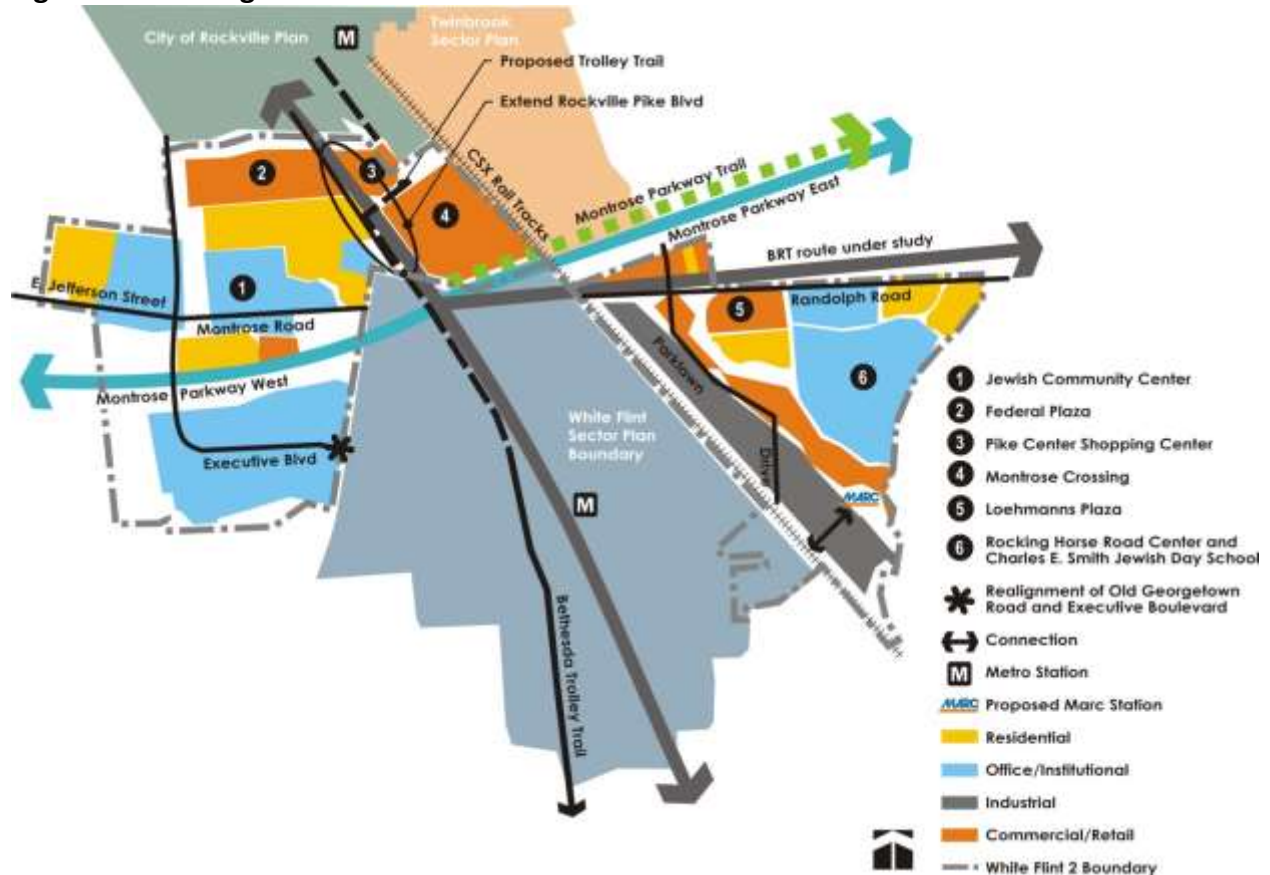 City of Rockville Plan
M
Twinbrook
Sector Plan
Proposed Trolley Trail
Extend Rockville Pike Blvd
CSX Rail Tracks
2
3
4
Montrose Parkway Trail
Montrose Parkway East
BRT route under study
E. Jefferson Street
1
Montrose Road
Randolph Road
5
6
Montrose Parkway West
Parklawn
Drive
White Flint
Sector Plan
Boundary
Executive Blvd
M
MARC
Bethesda Trolley Trail
1 Jewish Community Center
2 Federal Plaza
3 Pike Center Shopping Center
4 Montrose Crossing
5 Loehmanns Plaza
6 Rocking Horse Road Center and
Charles E. Smith Jewish Day School
Realignment of Old Georgetown
Road and Executive Boulevard
Connection
M Metro Station
MARC Proposed Marc Station
Residential
Office/Institutional
Industrial
Commercial/Retail
White Flint 2 Boundary